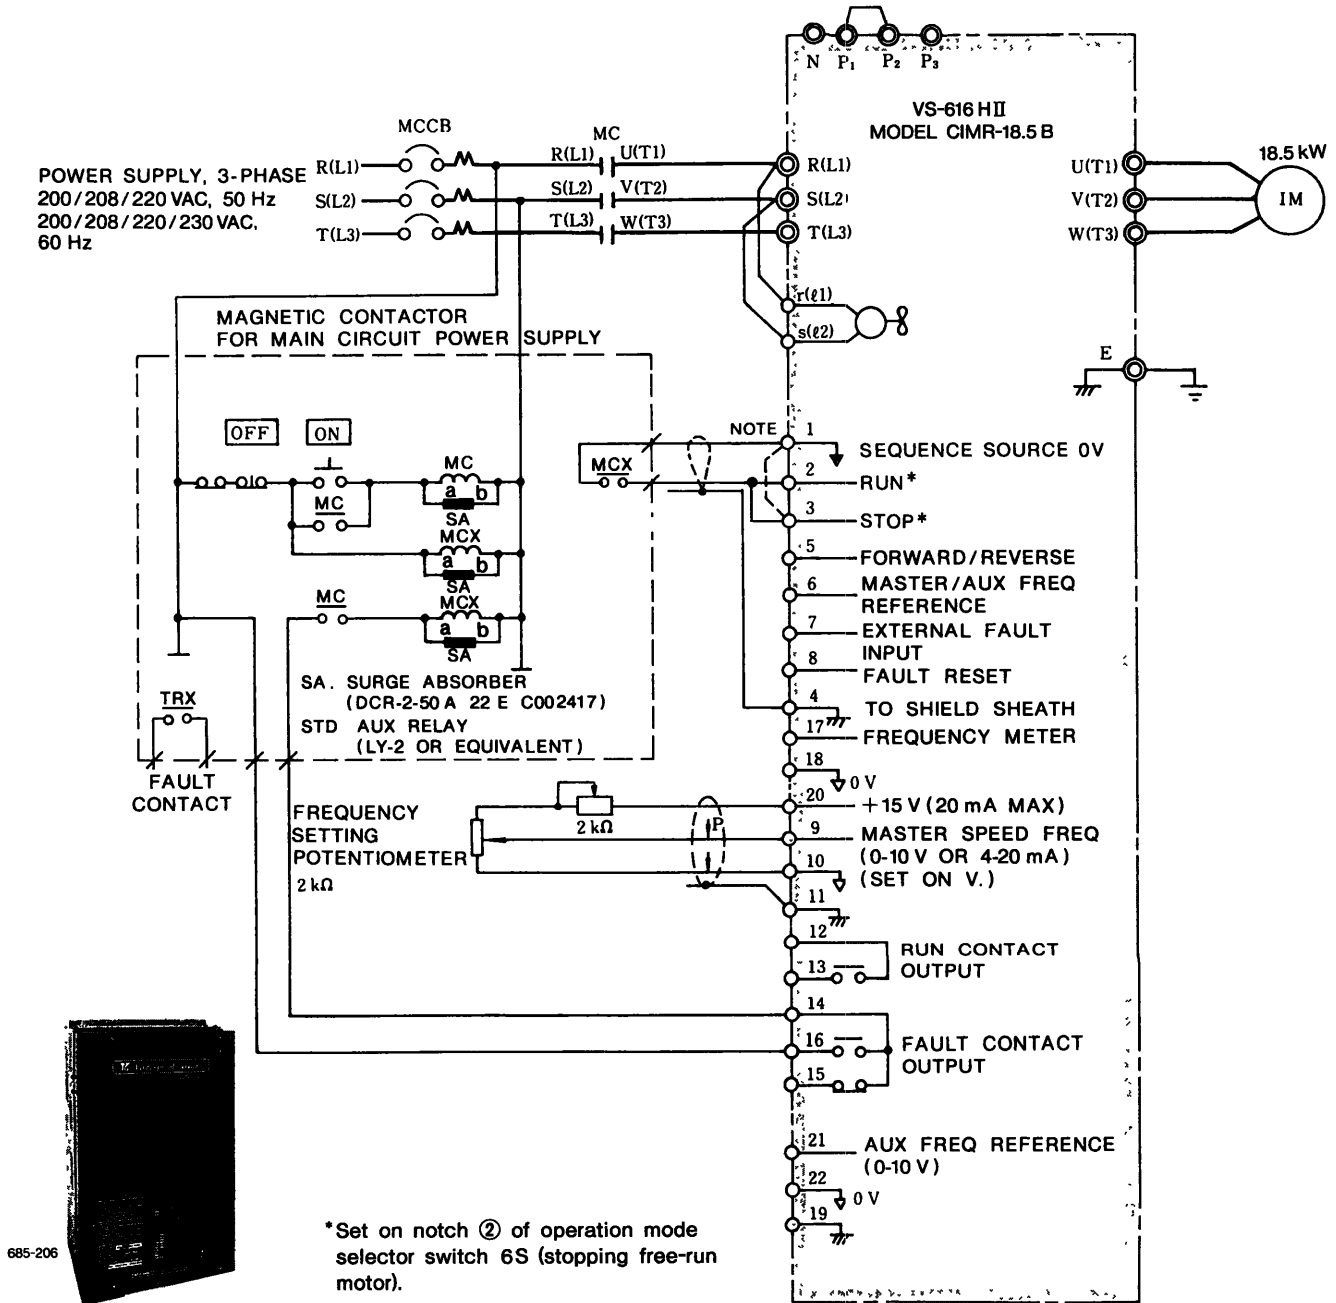 N P1 P2 P3
VS-616 HII
MODEL CIMR-18.5 B
MCCB
MC
POWER SUPPLY, 3-PHASE
200/208/220 VAC, 50 Hz
200/208/220/230 VAC,
60 Hz
R(L1)
S(L2)
T(L3)
R(L1) U(T1)
S(L2) V(T2)
T(L3) W(T3)
R(L1)
S(L2)
T(L3)
U(T1)
V(T2)
W(T3)
18.5 kW
IM
r(ℓ1)
s(ℓ2)
E
MAGNETIC CONTACTOR
FOR MAIN CIRCUIT POWER SUPPLY
OFF
ON
MC
a b
SA
MC
MCX
a b
SA
MC
MCX
a b
SA
MCX
NOTE
SA. SURGE ABSORBER
(DCR-2-50 A 22 E C002417)
STD AUX RELAY
(LY-2 OR EQUIVALENT)
TRX
FAULT
CONTACT
1
SEQUENCE SOURCE 0V
2
RUN*
3
STOP*
5
FORWARD/REVERSE
6
MASTER/AUX FREQ
REFERENCE
7
EXTERNAL FAULT
INPUT
8
FAULT RESET
4
TO SHIELD SHEATH
17
FREQUENCY METER
18
0 V
20
+15 V (20 mA MAX)
9
MASTER SPEED FREQ
(0-10 V OR 4-20 mA)
(SET ON V.)
10
11
FREQUENCY
SETTING
POTENTIOMETER
2 kΩ
2 kΩ
P
12
RUN CONTACT
OUTPUT
13
14
16
FAULT CONTACT
OUTPUT
15
21
AUX FREQ REFERENCE
(0-10 V)
22
0 V
19
685-206
*Set on notch ② of operation mode
selector switch 6S (stopping free-run
motor).